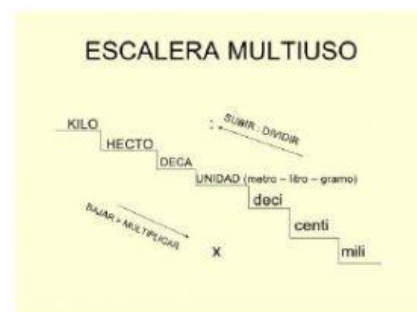 ESCALERA MULTIUSO
KILO
HECTO
DECA
UNIDAD (metro – litro – gramo)
deci
centi
mili
:
SUBIR : DIVIDIR
BAJAR > MULTIPLICAR
x